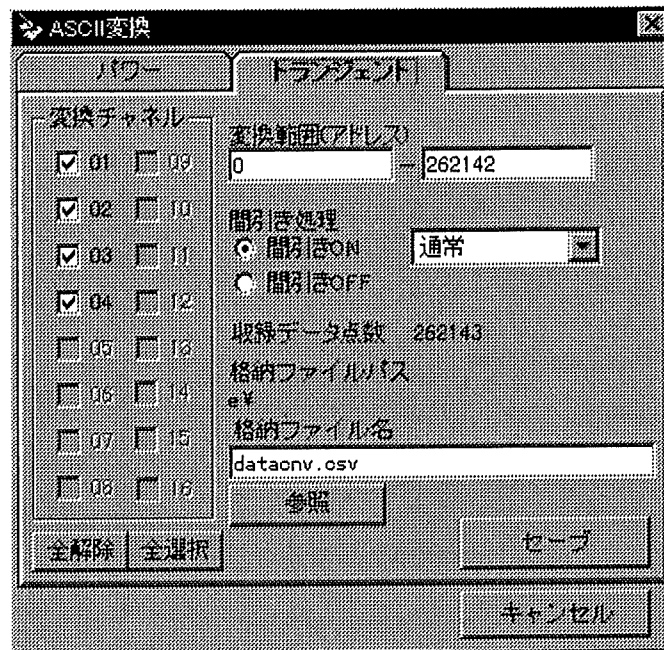 ASCII変換
パワー トランジェント
変換チャネル
01 09
02 10
03 11
04 12
05 13
06 14
07 15
08 16
全解除 全選択
変換範囲(アドレス)
0 - 262142
間引き処理
間引きON 通常
間引きOFF
収録データ点数 262143
格納ファイルパス
e¥
格納ファイル名
datacnv.csv
参照
セーブ
キャンセル